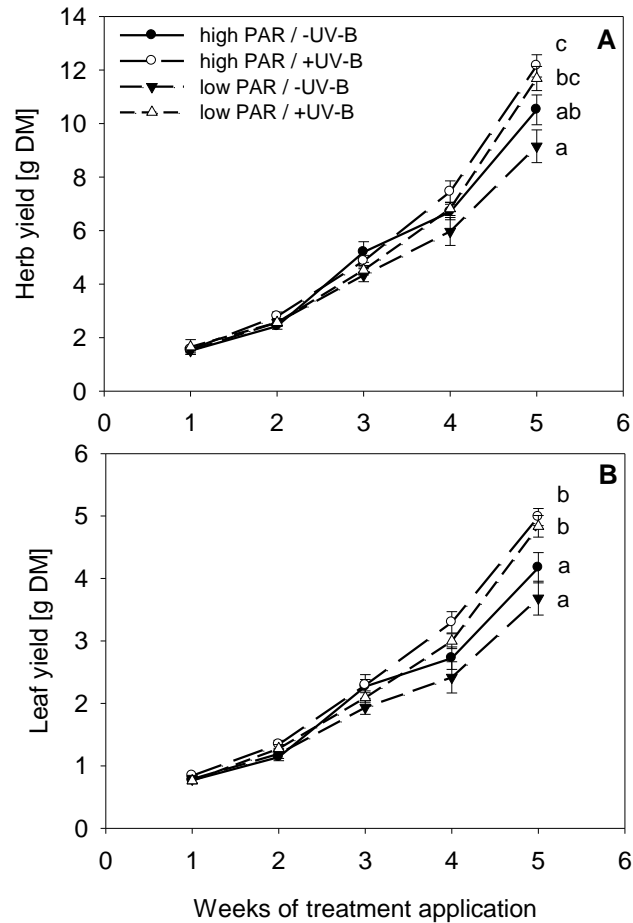 14
12
10
8
6
4
2
0
Herb yield [g DM]
high PAR / -UV-B
high PAR / +UV-B
low PAR / -UV-B
low PAR / +UV-B
A
c
bc
ab
a
0 1 2 3 4 5 6
6
5
4
3
2
1
0
Leaf yield [g DM]
B
b
b
a
a
0 1 2 3 4 5 6
Weeks of treatment application